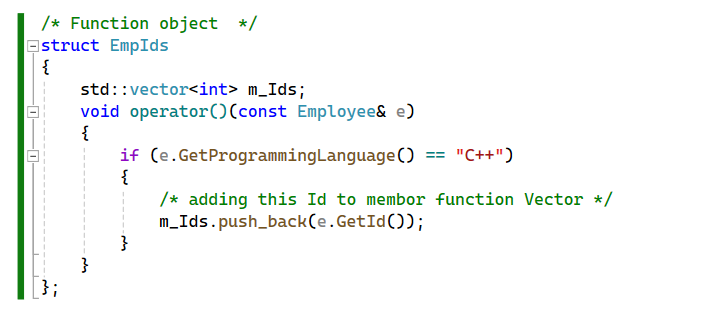 /* Function object  */
struct EmpIds
{
    std::vector<int> m_Ids;
    void operator()(const Employee& e)
    {
        if (e.GetProgrammingLanguage() == "C++")
        {
            /* adding this Id to membor function Vector */
            m_Ids.push_back(e.GetId());
        }
    }
};